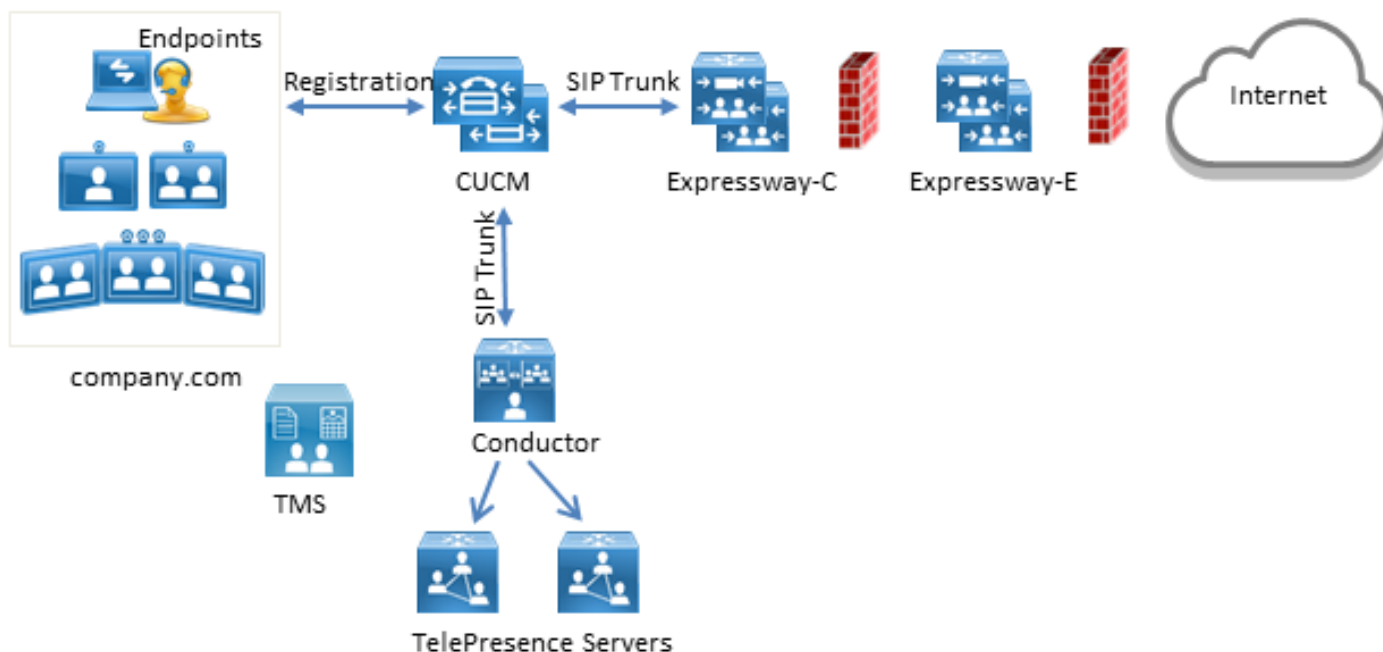 Endpoints
Registration
SIP Trunk
Internet
CUCM
Expressway-C
Expressway-E
SIP Trunk
company.com
Conductor
TMS
TelePresence Servers